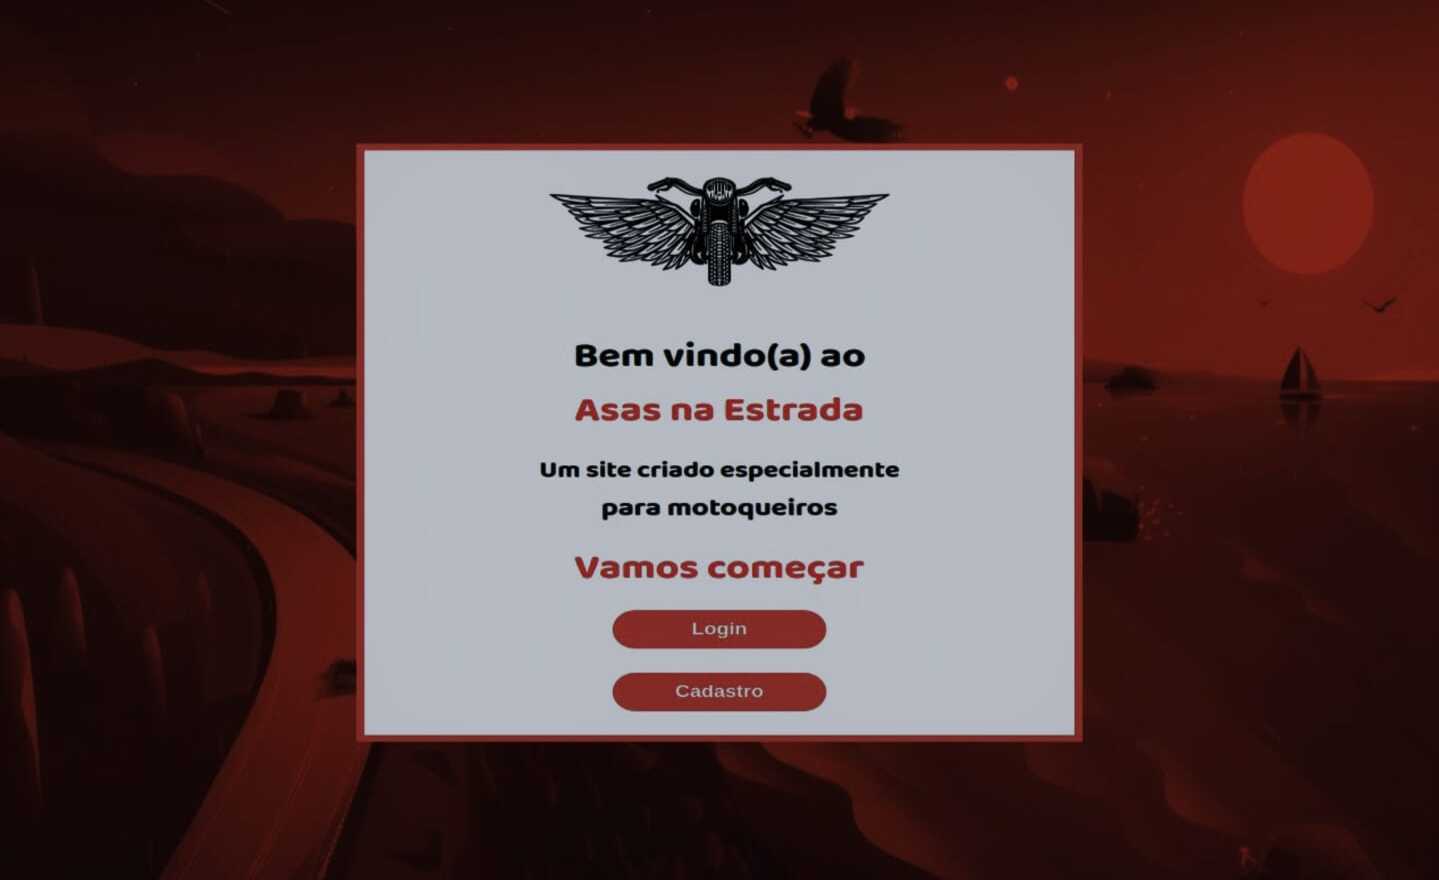 Bem vindo(a) ao
Asas na Estrada
Um site criado especialmente
para motoqueiros
Vamos começar
Login
Cadastro